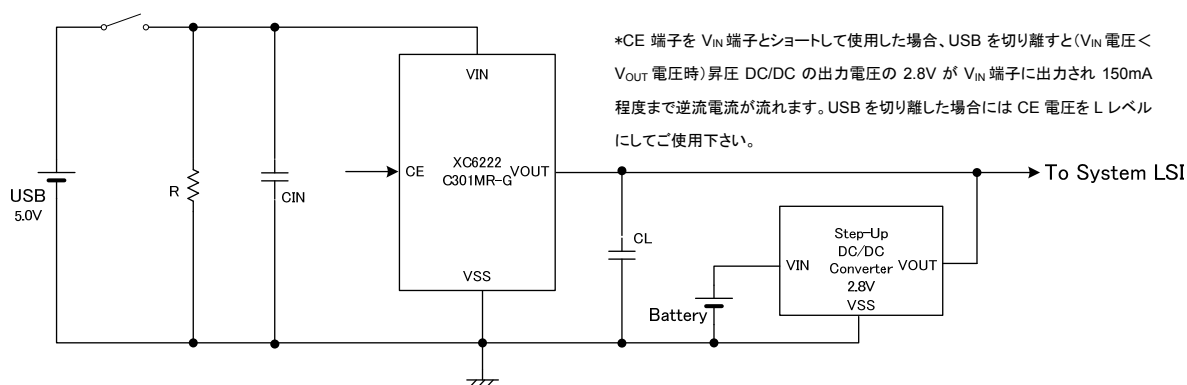 *CE 端子を VIN 端子とショートして使用した場合、USB を切り離すと(VIN 電圧<
VOUT 電圧時)昇圧 DC/DC の出力電圧の 2.8V が VIN 端子に出力され 150mA
程度まで逆流電流が流れます。USB を切り離した場合には CE 電圧を L レベル
にしてご使用下さい。
VIN
CE
XC6222
C301MR-G
VOUT
VSS
USB
5.0V
R
CIN
CL
To System LSI
Step-Up
DC/DC
Converter
2.8V
VIN
VOUT
VSS
Battery